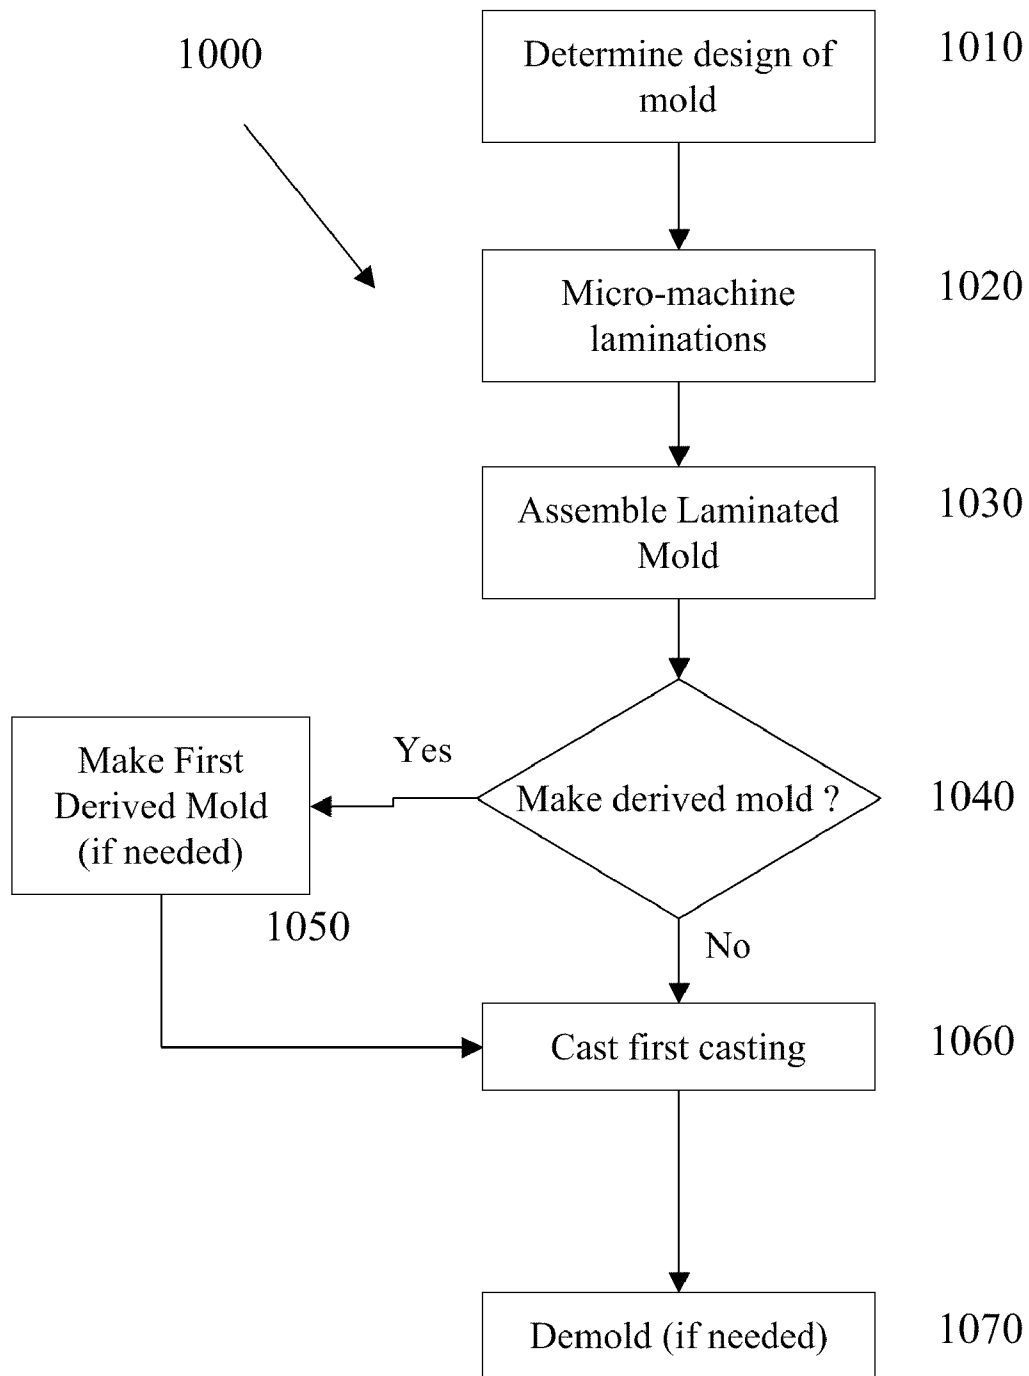 1000
Determine design of
mold
1010
Micro-machine
laminations
1020
Assemble Laminated
Mold
1030
Make derived mold ?
1040
Yes
Make First
Derived Mold
(if needed)
1050
No
Cast first casting
1060
Demold (if needed)
1070